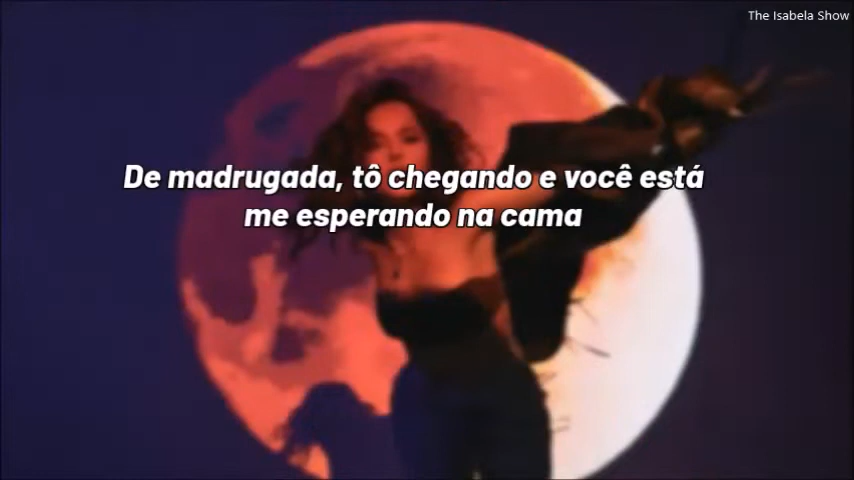 The Isabela Show
De madrugada, tô chegando e você está
me esperando na cama